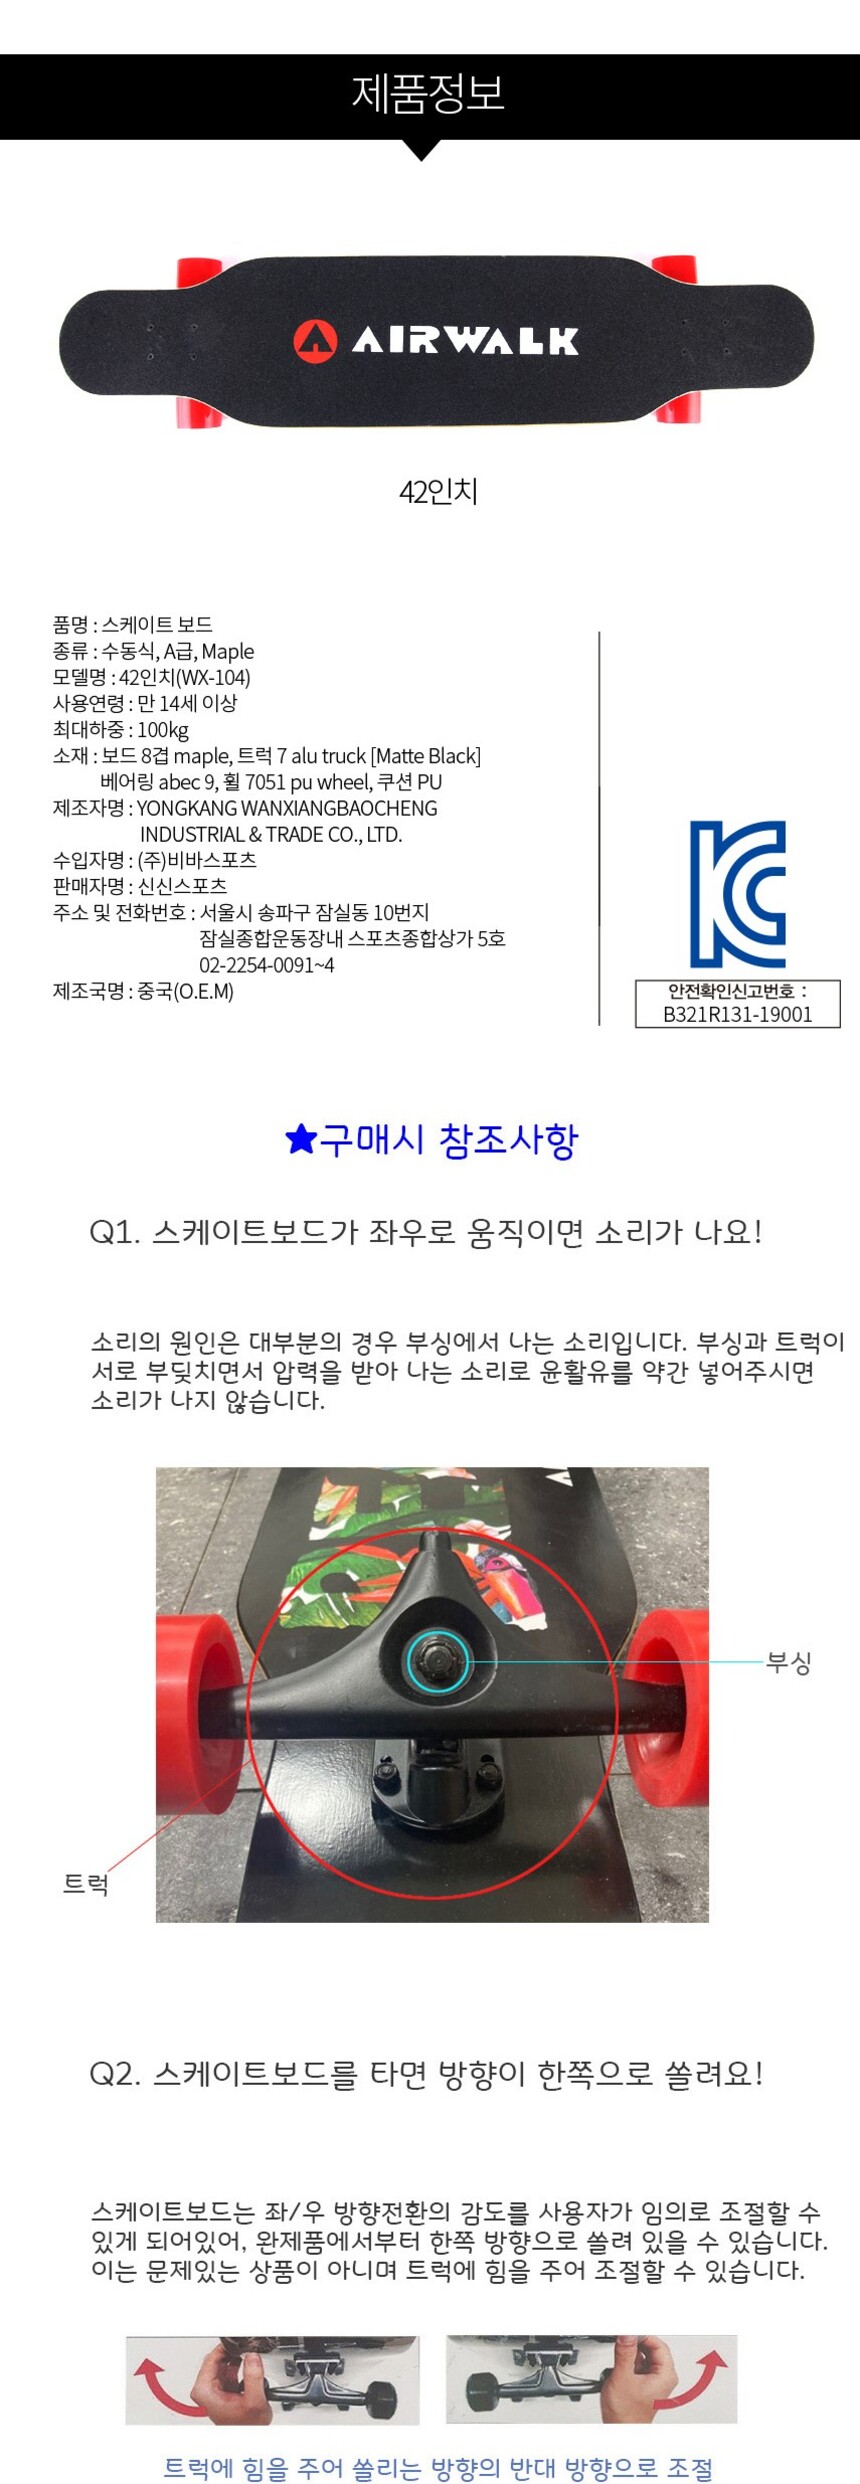 제품정보
AIRWALK
42인치
품명 : 스케이트 보드
종류 : 수동식, A급, Maple
모델명 : 42인치(WX-104)
사용연령 : 만 14세 이상
최대하중 : 100kg
소재 : 보드 8겹 maple, 트럭 7 alu truck [Matte Black]
베어링 abec 9, 휠 7051 pu wheel, 쿠션 PU
제조자명 : YONGKANG WANXIANGBAOCHENG
INDUSTRIAL & TRADE CO., LTD.
수입자명 : (주)비바스포츠
판매자명 : 신신스포츠
주소 및 전화번호 : 서울시 송파구 잠실동 10번지
잠실종합운동장내 스포츠종합상가 5호
02-2254-0091~4
제조국명 : 중국(O.E.M)
안전확인신고번호 :
B321R131-19001
★구매시 참조사항
Q1. 스케이트보드가 좌우로 움직이면 소리가 나요!
소리의 원인은 대부분의 경우 부싱에서 나는 소리입니다. 부싱과 트럭이
서로 부딪치면서 압력을 받아 나는 소리로 윤활유를 약간 넣어주시면
소리가 나지 않습니다.
부싱
트럭
Q2. 스케이트보드를 타면 방향이 한쪽으로 쏠려요!
스케이트보드는 좌/우 방향전환의 감도를 사용자가 임의로 조절할 수
있게 되어있어, 완제품에서부터 한쪽 방향으로 쏠려 있을 수 있습니다.
이는 문제있는 상품이 아니며 트럭에 힘을 주어 조절할 수 있습니다.
트럭에 힘을 주어 쏠리는 방향의 반대 방향으로 조절